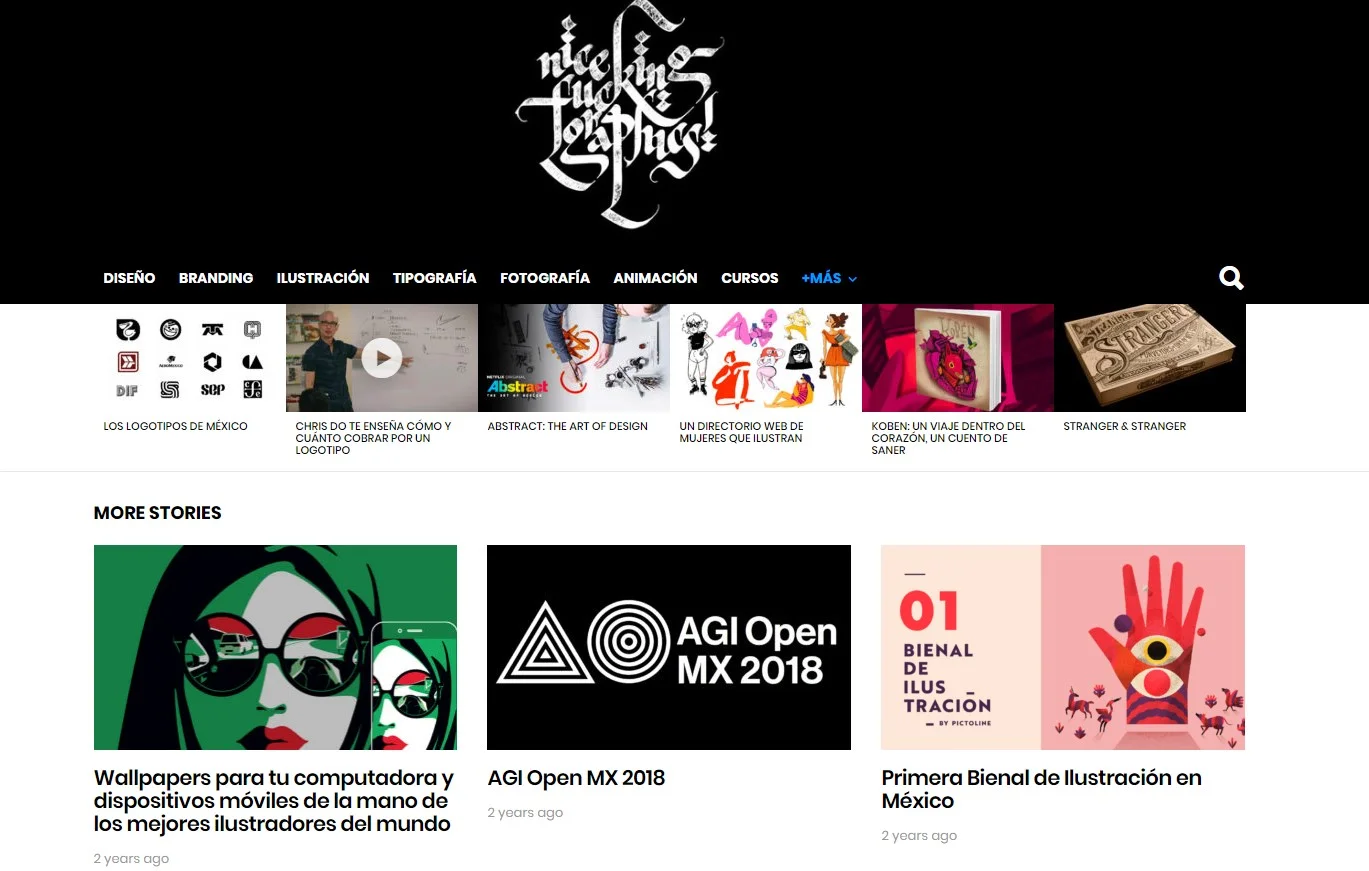 nice
fucking
graphics!
DISEÑO BRANDING ILUSTRACIÓN TIPOGRAFÍA FOTOGRAFÍA ANIMACIÓN CURSOS +MÁS
DIF
sep
NETFLIX ORIGINAL
Abstract
THE ART OF DESIGN
KOBEN
STRANGER
STRANGER
LOS LOGOTIPOS DE MÉXICO
CHRIS DO TE ENSEÑA CÓMO Y
CUÁNTO COBRAR POR UN
LOGOTIPO
ABSTRACT: THE ART OF DESIGN
UN DIRECTORIO WEB DE
MUJERES QUE ILUSTRAN
KOBEN: UN VIAJE DENTRO DEL
CORAZÓN, UN CUENTO DE
SANER
STRANGER & STRANGER
MORE STORIES
AGI Open
MX 2018
01
BIENAL
DE
ILUS
TRACIÓN
BY PICTOLINE
Wallpapers para tu computadora y
dispositivos móviles de la mano de
los mejores ilustradores del mundo
2 years ago
AGI Open MX 2018
2 years ago
Primera Bienal de Ilustración en
México
2 years ago